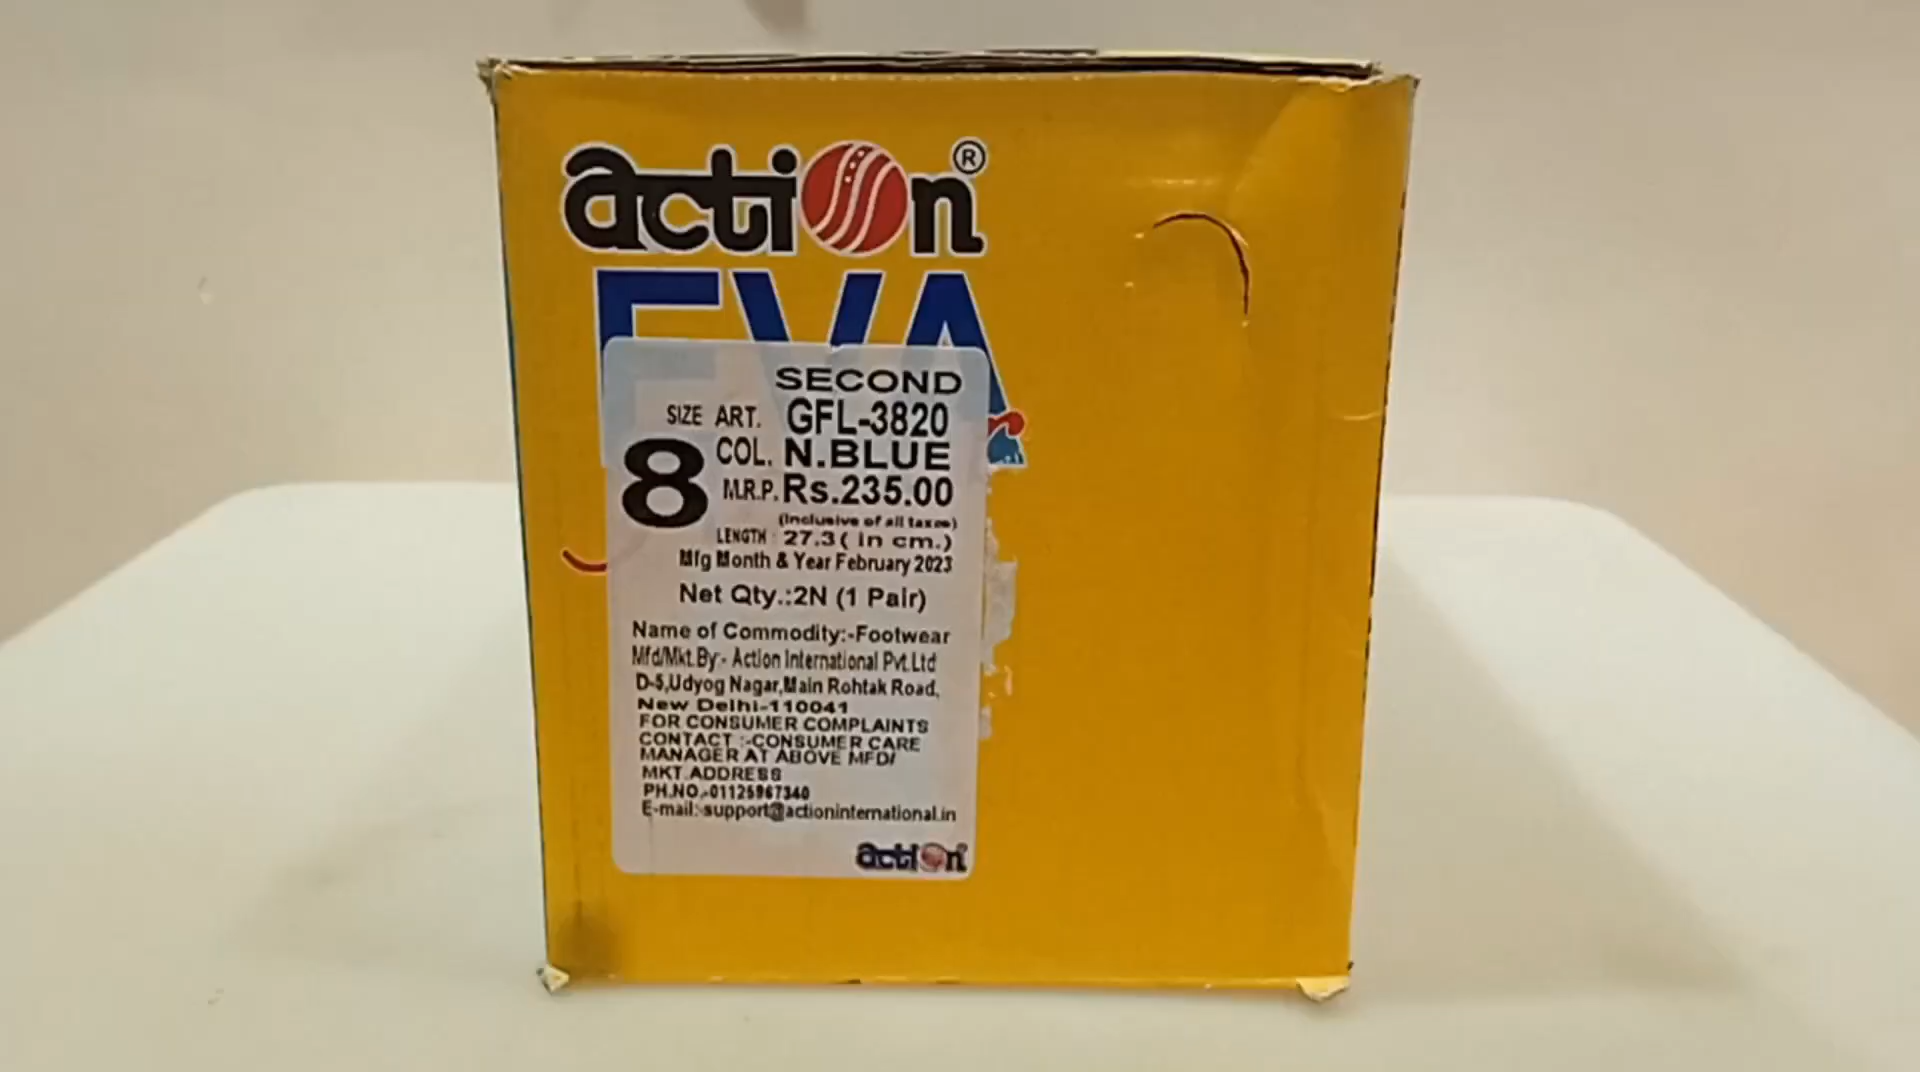 action®
EVA
SECOND
SIZE ART. GFL-3820
8 COL. N.BLUE
M.R.P. Rs.235.00
(Inclusive of all taxes)
LENGTH : 27.3 ( in cm.)
Mfg Month & Year February 2023
Net Qty.:2N (1 Pair)
Name of Commodity:-Footwear
Mfd/Mkt.By:- Action International Pvt.Ltd
D-5,Udyog Nagar,Main Rohtak Road,
New Delhi-110041
FOR CONSUMER COMPLAINTS
CONTACT :-CONSUMER CARE
MANAGER AT ABOVE MFD/
MKT.ADDRESS
PH.NO.-01125967340
E-mail:-support@actioninternational.in
action